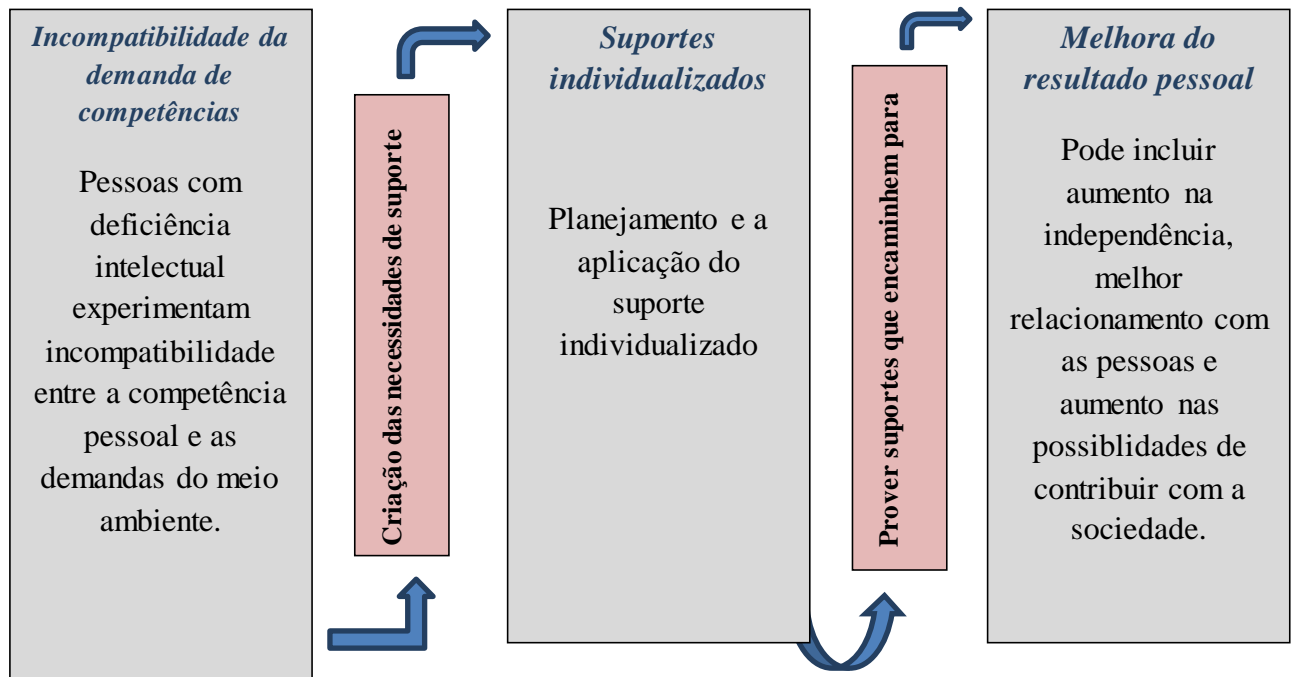 Incompatibilidade da
demanda de
competências
Pessoas com
deficiência
intelectual
experimentam
incompatibilidade
entre a competência
pessoal e as
demandas do meio
ambiente.
Criação das necessidades de suporte
Suportes
individualizados
Planejamento e a
aplicação do
suporte
individualizado
Prover suportes que encaminhem para
Melhora do
resultado pessoal
Pode incluir
aumento na
independência,
melhor
relacionamento com
as pessoas e
aumento nas
possiblidades de
contribuir com a
sociedade.